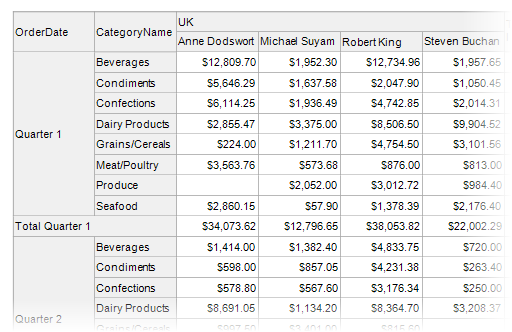 OrderDate CategoryName UK
Anne Dodswort Michael Suyam Robert King Steven Buchan
Quarter 1
Beverages $12,809.70 $1,952.30 $12,734.96 $1,957.65
Condiments $5,646.29 $1,637.58 $2,047.90 $1,050.45
Confections $6,114.25 $1,936.49 $4,742.85 $2,014.31
Dairy Products $2,855.47 $3,375.00 $8,506.50 $9,904.52
Grains/Cereals $224.00 $1,211.70 $4,754.50 $3,101.56
Meat/Poultry $3,563.76 $573.68 $876.00 $813.00
Produce $2,052.00 $3,012.72 $984.40
Seafood $2,860.15 $57.90 $1,378.39 $2,176.40
Total Quarter 1 $34,073.62 $12,796.65 $38,053.82 $22,002.29
Quarter 2
Beverages $1,414.00 $1,382.40 $4,833.75 $720.00
Condiments $598.00 $857.05 $4,231.38 $263.40
Confections $578.80 $567.60 $3,176.34 $250.00
Dairy Products $8,691.05 $1,134.20 $8,364.70 $3,208.37
Grains/Cereals